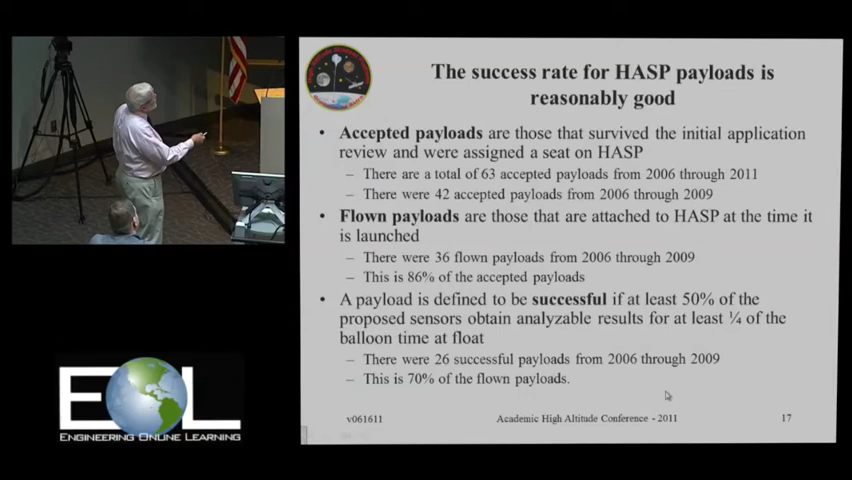 The success rate for HASP payloads is
reasonably good
• Accepted payloads are those that survived the initial application
review and were assigned a seat on HASP
– There are a total of 63 accepted payloads from 2006 through 2011
– There were 42 accepted payloads from 2006 through 2009
• Flown payloads are those that are attached to HASP at the time it
is launched
– There were 36 flown payloads from 2006 through 2009
– This is 86% of the accepted payloads
• A payload is defined to be successful if at least 50% of the
proposed sensors obtain analyzable results for at least ¼ of the
balloon time at float
– There were 26 successful payloads from 2006 through 2009
– This is 70% of the flown payloads.
v061611
Academic High Altitude Conference - 2011
17
EOL
ENGINEERING ONLINE LEARNING